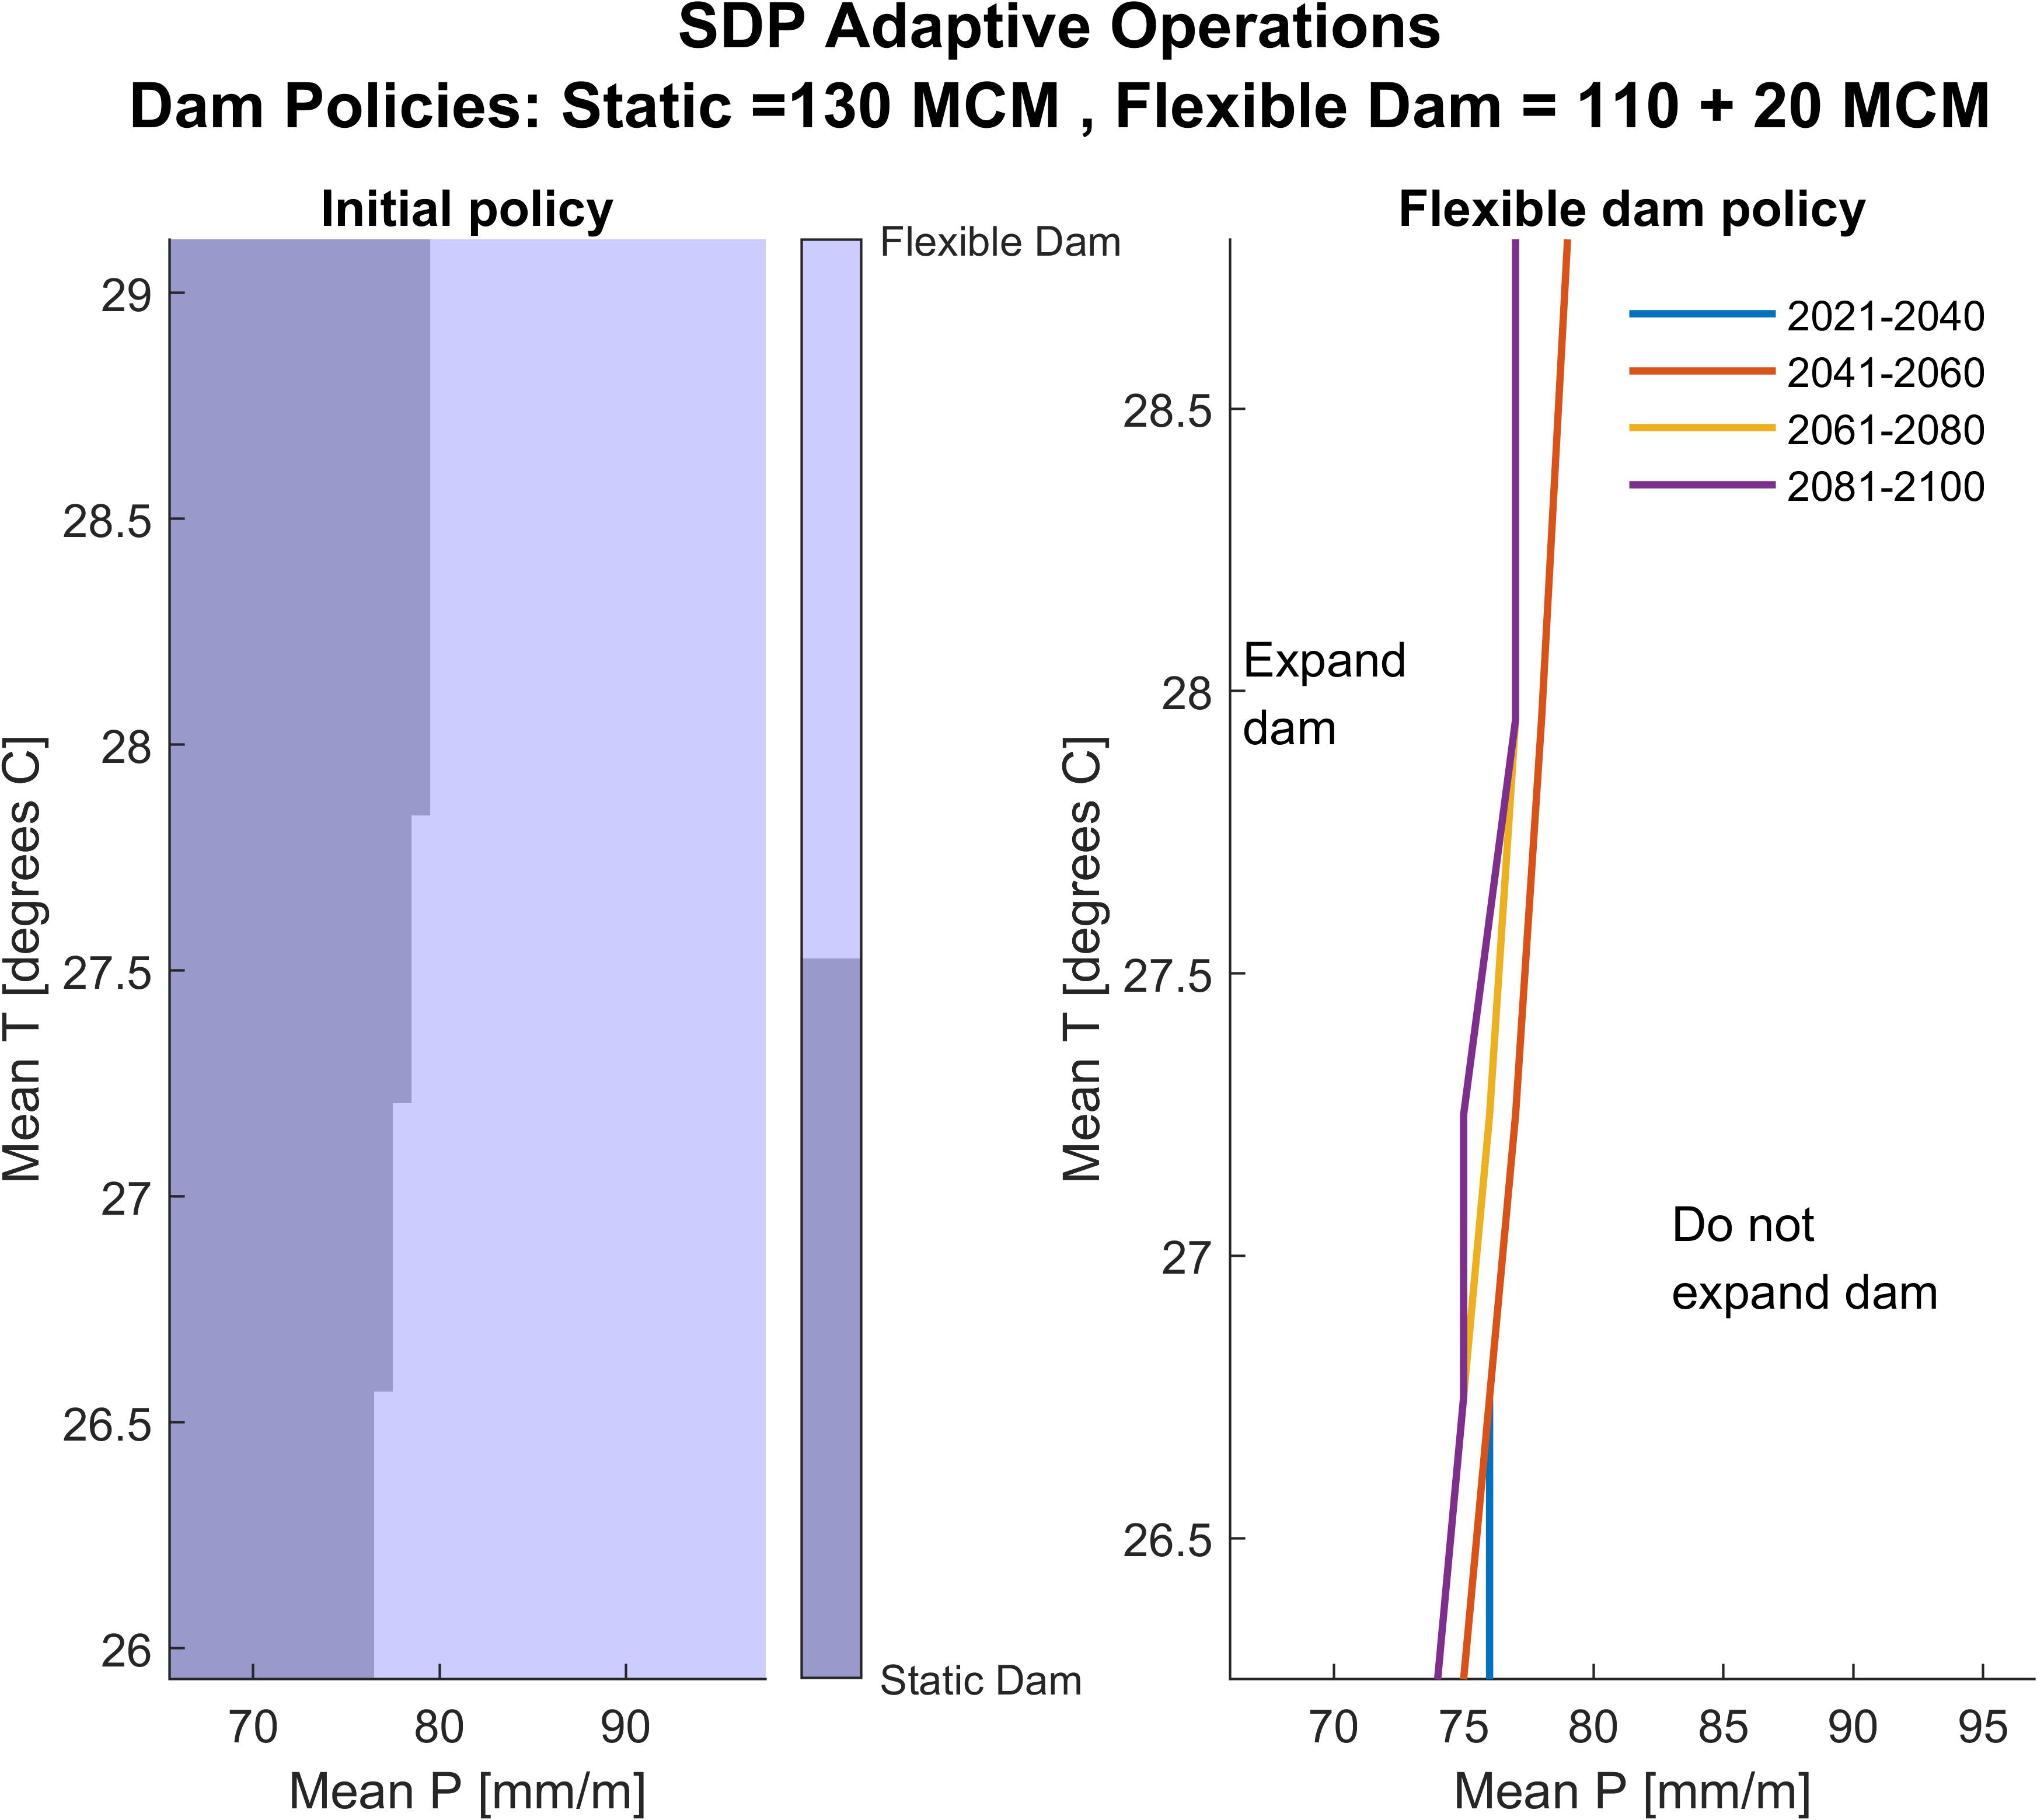 SDP Adaptive Operations
Dam Policies: Static =130 MCM , Flexible Dam = 110 + 20 MCM
Initial policy
Mean T [degrees C]
29
28.5
28
27.5
27
26.5
26
70 80 90
Mean P [mm/m]
Flexible Dam
Static Dam
Flexible dam policy
Mean T [degrees C]
28.5
28
27.5
27
26.5
70 75 80 85 90 95
Mean P [mm/m]
2021-2040
2041-2060
2061-2080
2081-2100
Expand
dam
Do not
expand dam